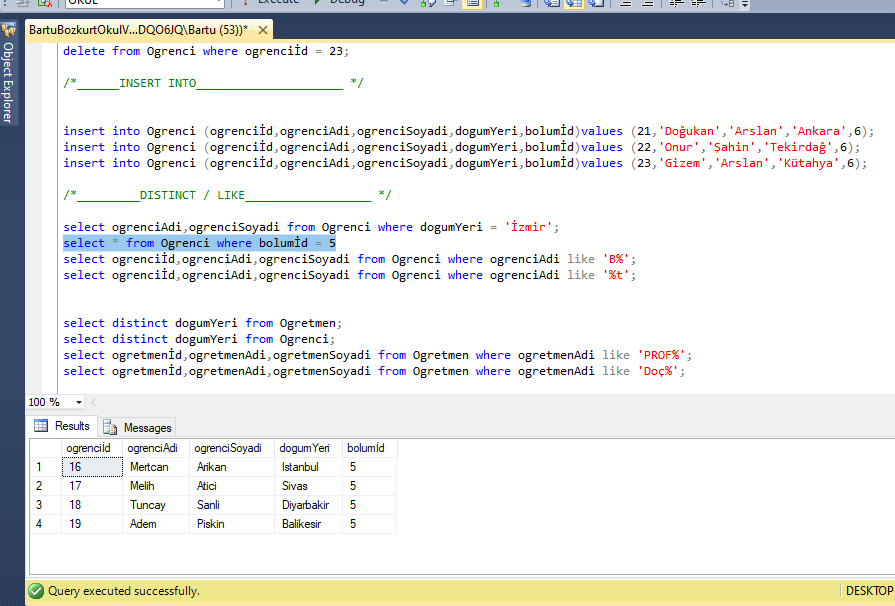 OKUL
Execute
Debug
BartuBozkurtOkulV...DQO6JQ\Bartu (53))*
Object Explorer
delete from Ogrenci where ogrenciİd = 23;
/*______INSERT INTO_____________________ */
insert into Ogrenci (ogrenciİd,ogrenciAdi,ogrenciSoyadi,dogumYeri,bolumİd)values (21,'Doğukan','Arslan','Ankara',6);
insert into Ogrenci (ogrenciİd,ogrenciAdi,ogrenciSoyadi,dogumYeri,bolumİd)values (22,'Onur','Şahin','Tekirdağ',6);
insert into Ogrenci (ogrenciİd,ogrenciAdi,ogrenciSoyadi,dogumYeri,bolumİd)values (23,'Gizem','Arslan','Kütahya',6);
/*_________DISTINCT / LIKE__________________ */
select ogrenciAdi,ogrenciSoyadi from Ogrenci where dogumYeri = 'İzmir';
select * from Ogrenci where bolumİd = 5
select ogrenciİd,ogrenciAdi,ogrenciSoyadi from Ogrenci where ogrenciAdi like 'B%';
select ogrenciİd,ogrenciAdi,ogrenciSoyadi from Ogrenci where ogrenciAdi like '%t';
select distinct dogumYeri from Ogretmen;
select distinct dogumYeri from Ogrenci;
select ogretmenİd,ogretmenAdi,ogretmenSoyadi from Ogretmen where ogretmenAdi like 'PROF%';
select ogretmenİd,ogretmenAdi,ogretmenSoyadi from Ogretmen where ogretmenAdi like 'Doç%';
100 %
Results Messages
ogrenciİd ogrenciAdi ogrenciSoyadi dogumYeri bolumİd
1 16 Mertcan Arikan Istanbul 5
2 17 Melih Atici Sivas 5
3 18 Tuncay Sanli Diyarbakir 5
4 19 Adem Piskin Balikesir 5
Query executed successfully.
DESKTOP